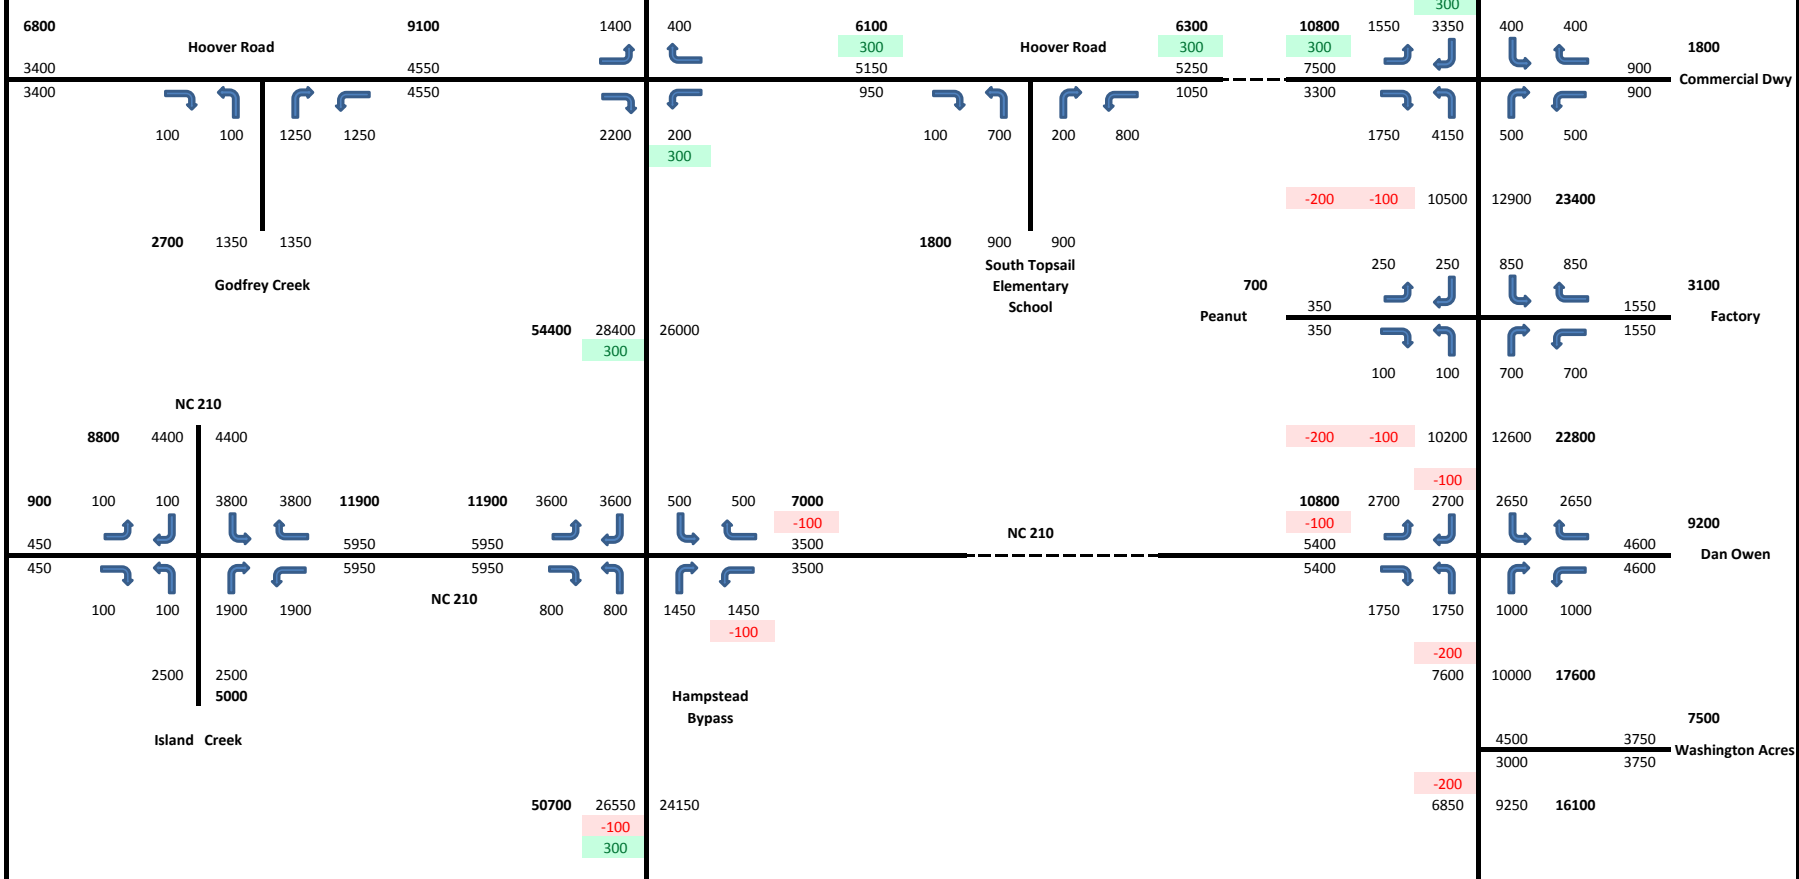 300
6800 9100 1400 400 6100 6300 10800 1550 3350 400 400
Hoover Road 300 Hoover Road 300 300 1800
3400 4550 5150 5250 7500 900
Commercial Dwy
3400 4550 950 1050 3300 900
100 100 1250 1250 2200 200 100 700 200 800 1750 4150 500 500
300
-200 -100 10500 12900 23400
2700 1350 1350 1800 900 900
South Topsail 250 250 850 850
Godfrey Creek Elementary 700 3100
School 350 1550
Peanut Factory
54400 28400 26000 350 1550
300
100 100 700 700
NC 210
8800 4400 4400 -200 -100 10200 12600 22800
-100
900 100 100 3800 3800 11900 11900 3600 3600 500 500 7000 10800 2700 2700 2650 2650
-100 -100 9200
NC 210
450 5950 5950 3500 5400 4600
Dan Owen
450 5950 5950 3500 5400 4600
NC 210
100 100 1900 1900 800 800 1450 1450 1750 1750 1000 1000
-100
-200
2500 2500 7600 10000 17600
5000 Hampstead
Bypass 7500
Island Creek 4500 3750
Washington Acres
3000 3750
-200
50700 26550 24150 6850 9250 16100
-100
300